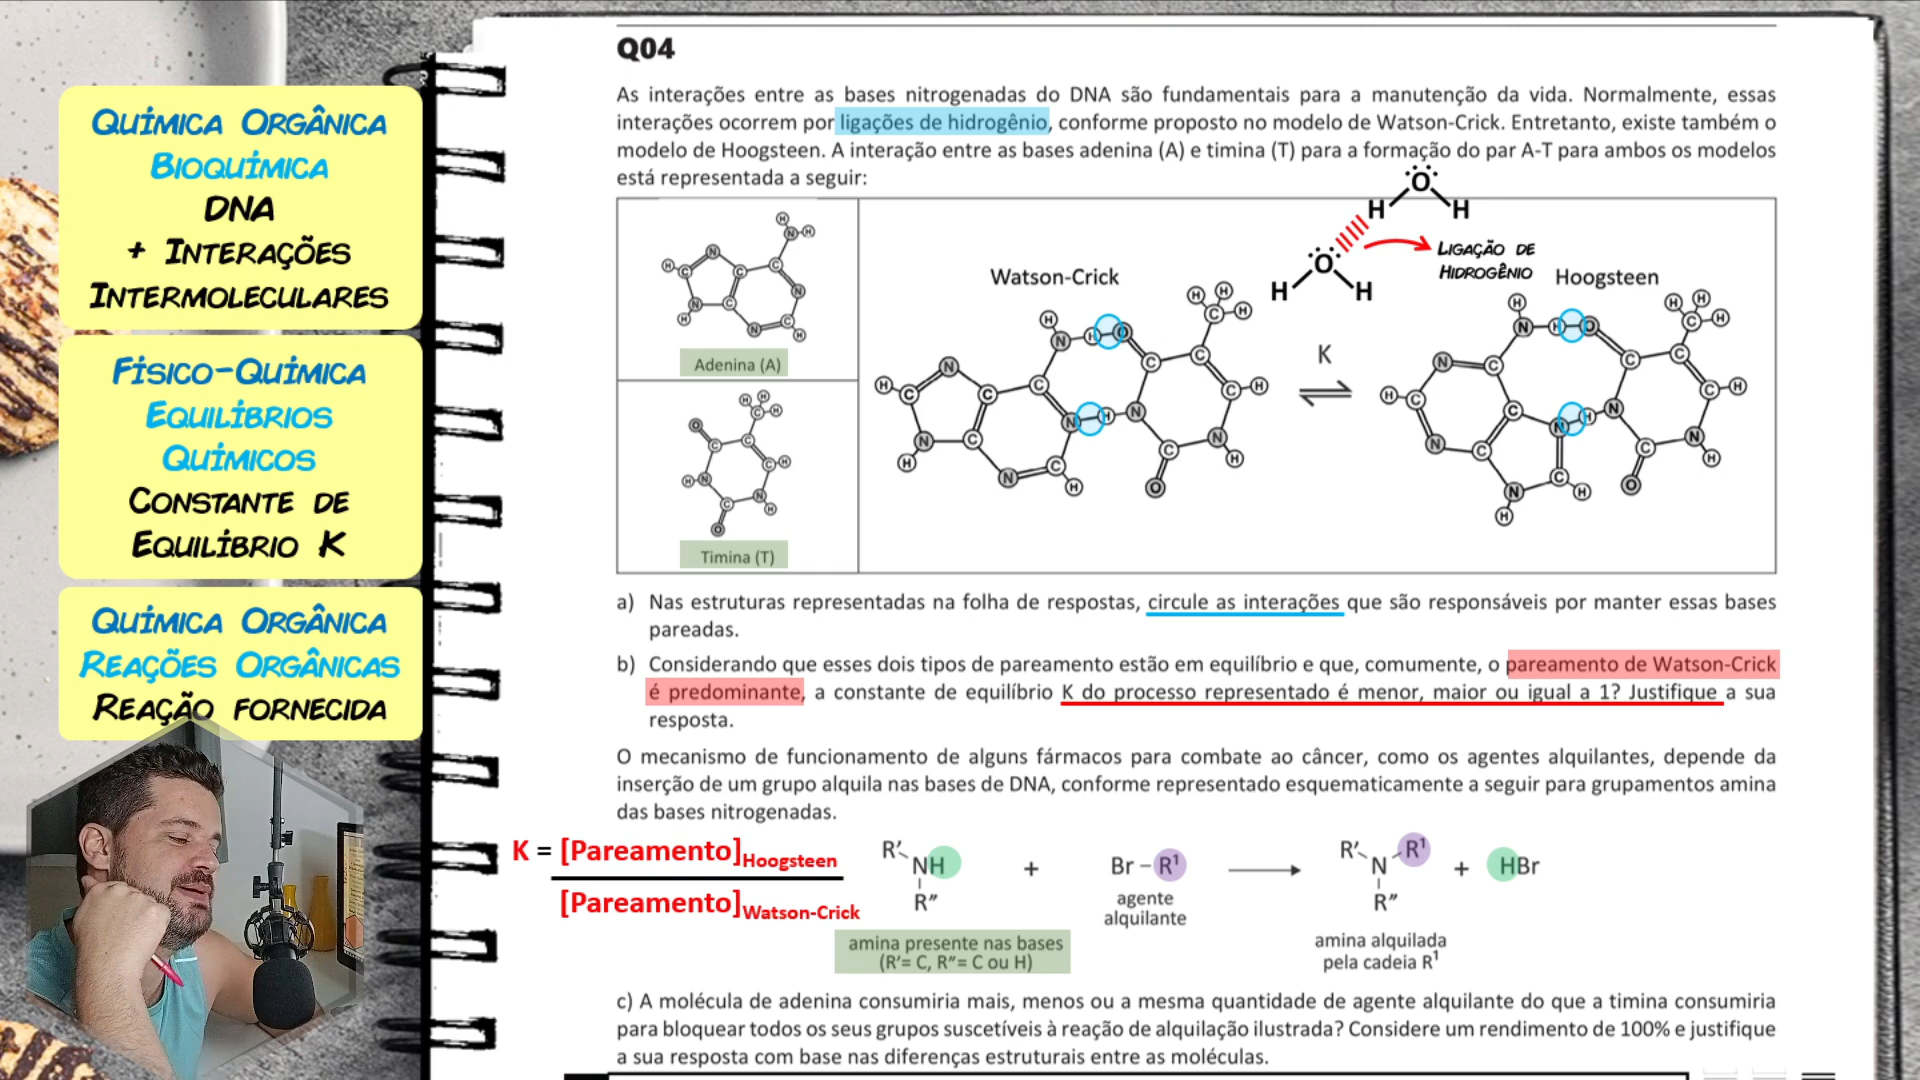 Química Orgânica
Bioquímica
DNA
+ Interações
Intermoleculares
Físico-Química
Equilíbrios
Químicos
Constante de
Equilíbrio K
Química Orgânica
Reações Orgânicas
Reação fornecida
Q04
As interações entre as bases nitrogenadas do DNA são fundamentais para a manutenção da vida. Normalmente, essas
interações ocorrem por ligações de hidrogênio, conforme proposto no modelo de Watson-Crick. Entretanto, existe também o
modelo de Hoogsteen. A interação entre as bases adenina (A) e timina (T) para a formação do par A-T para ambos os modelos
está representada a seguir:
Adenina (A)
Timina (T)
Watson-Crick
K
Hoogsteen
H O H
H O H
Ligação de
Hidrogênio
a) Nas estruturas representadas na folha de respostas, circule as interações que são responsáveis por manter essas bases
pareadas.
b) Considerando que esses dois tipos de pareamento estão em equilíbrio e que, comumente, o pareamento de Watson-Crick
é predominante, a constante de equilíbrio K do processo representado é menor, maior ou igual a 1? Justifique a sua
resposta.
O mecanismo de funcionamento de alguns fármacos para combate ao câncer, como os agentes alquilantes, depende da
inserção de um grupo alquila nas bases de DNA, conforme representado esquematicamente a seguir para grupamentos amina
das bases nitrogenadas.
K = [Pareamento]Hoogsteen
[Pareamento]Watson-Crick
R′ NH R″ + Br – R¹ → R′ N R¹ R″ + HBr
agente
alquilante
amina presente nas bases
(R′= C, R″= C ou H)
amina alquilada
pela cadeia R¹
c) A molécula de adenina consumiria mais, menos ou a mesma quantidade de agente alquilante do que a timina consumiria
para bloquear todos os seus grupos suscetíveis à reação de alquilação ilustrada? Considere um rendimento de 100% e justifique
a sua resposta com base nas diferenças estruturais entre as moléculas.